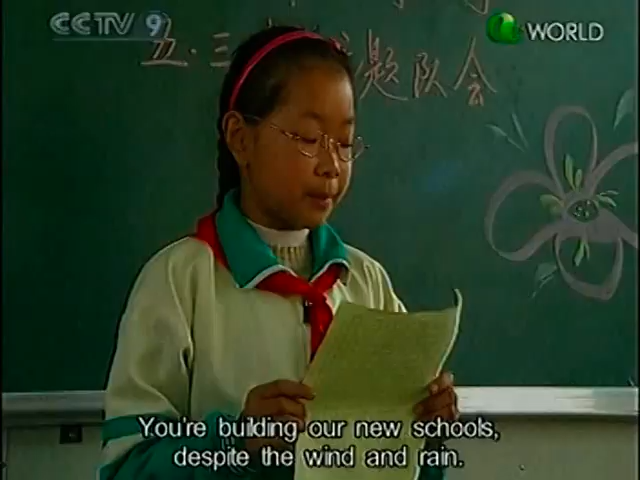 CCTV 9
WORLD
五.三
题队会
You're building our new schools,
despite the wind and rain.